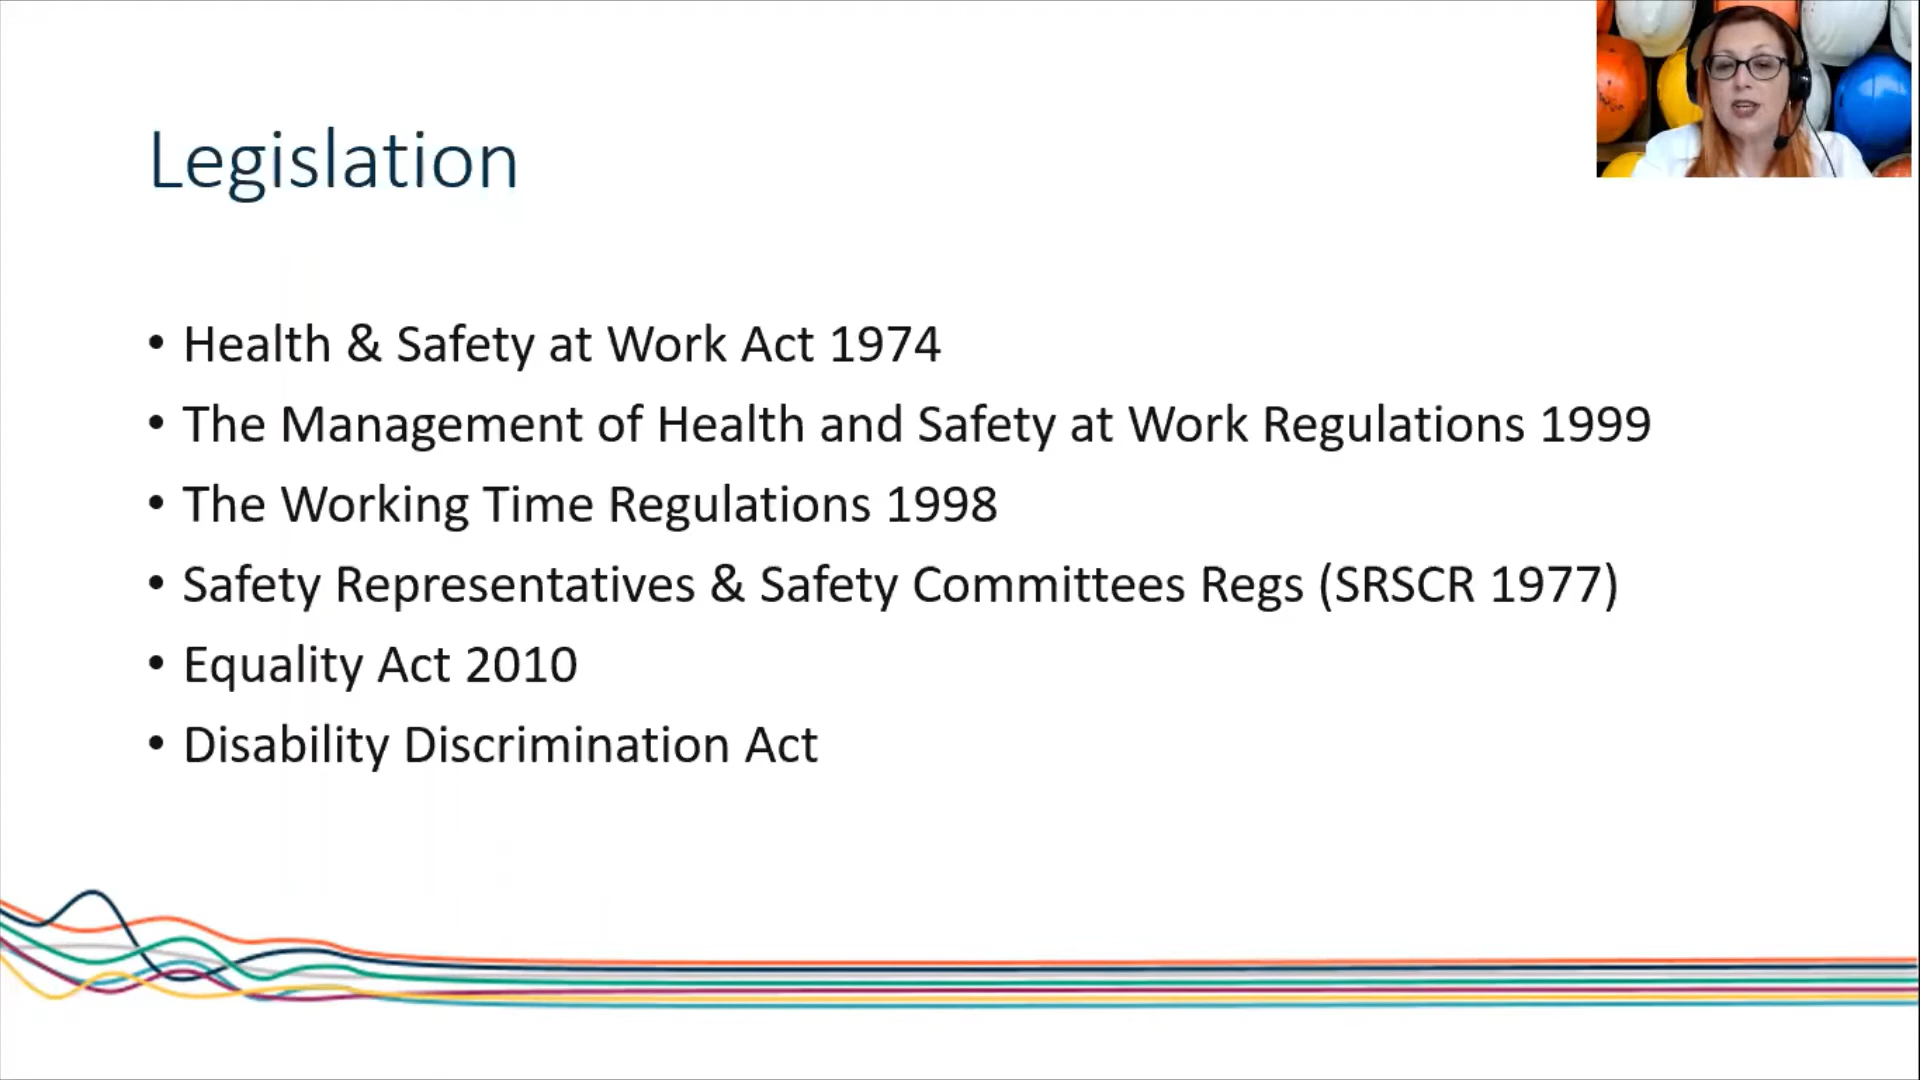 Legislation
• Health & Safety at Work Act 1974
• The Management of Health and Safety at Work Regulations 1999
• The Working Time Regulations 1998
• Safety Representatives & Safety Committees Regs (SRSCR 1977)
• Equality Act 2010
• Disability Discrimination Act